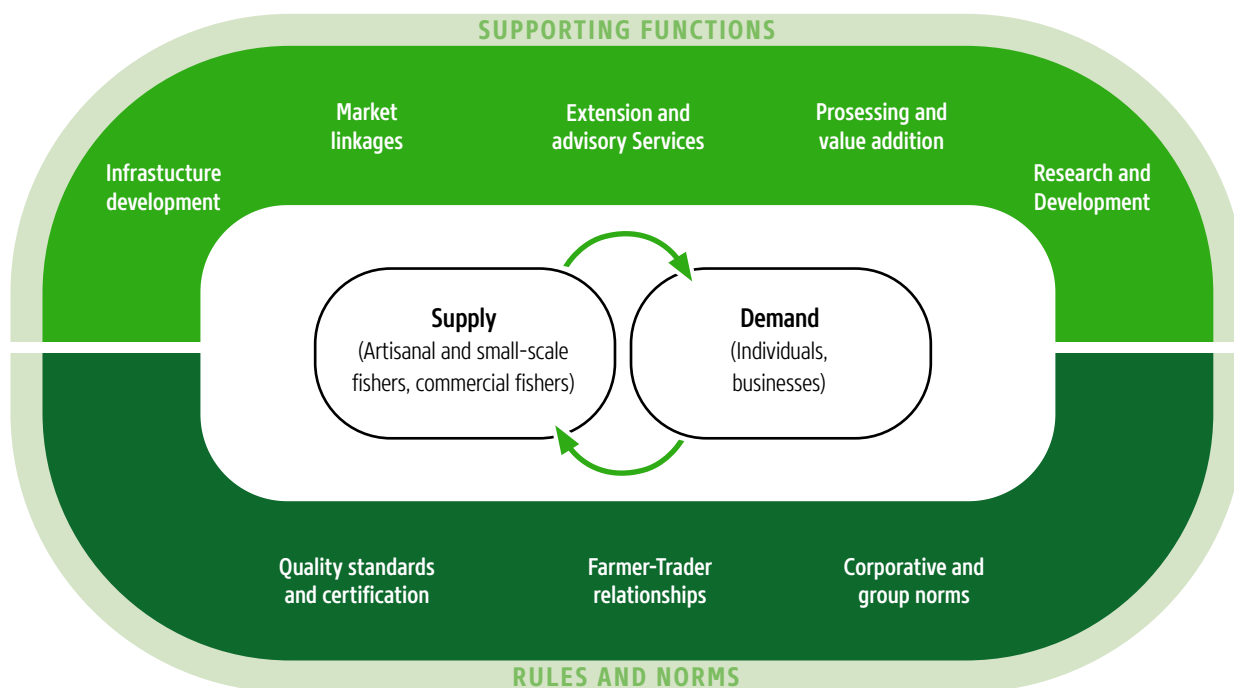 SUPPORTING FUNCTIONS
Market
linkages
Extension and
advisory Services
Prosessing and
value addition
Infrastucture
development
Research and
Development
Supply
(Artisanal and small-scale
fishers, commercial fishers)
Demand
(Individuals,
businesses)
Quality standards
and certification
Farmer-Trader
relationships
Corporative and
group norms
RULES AND NORMS